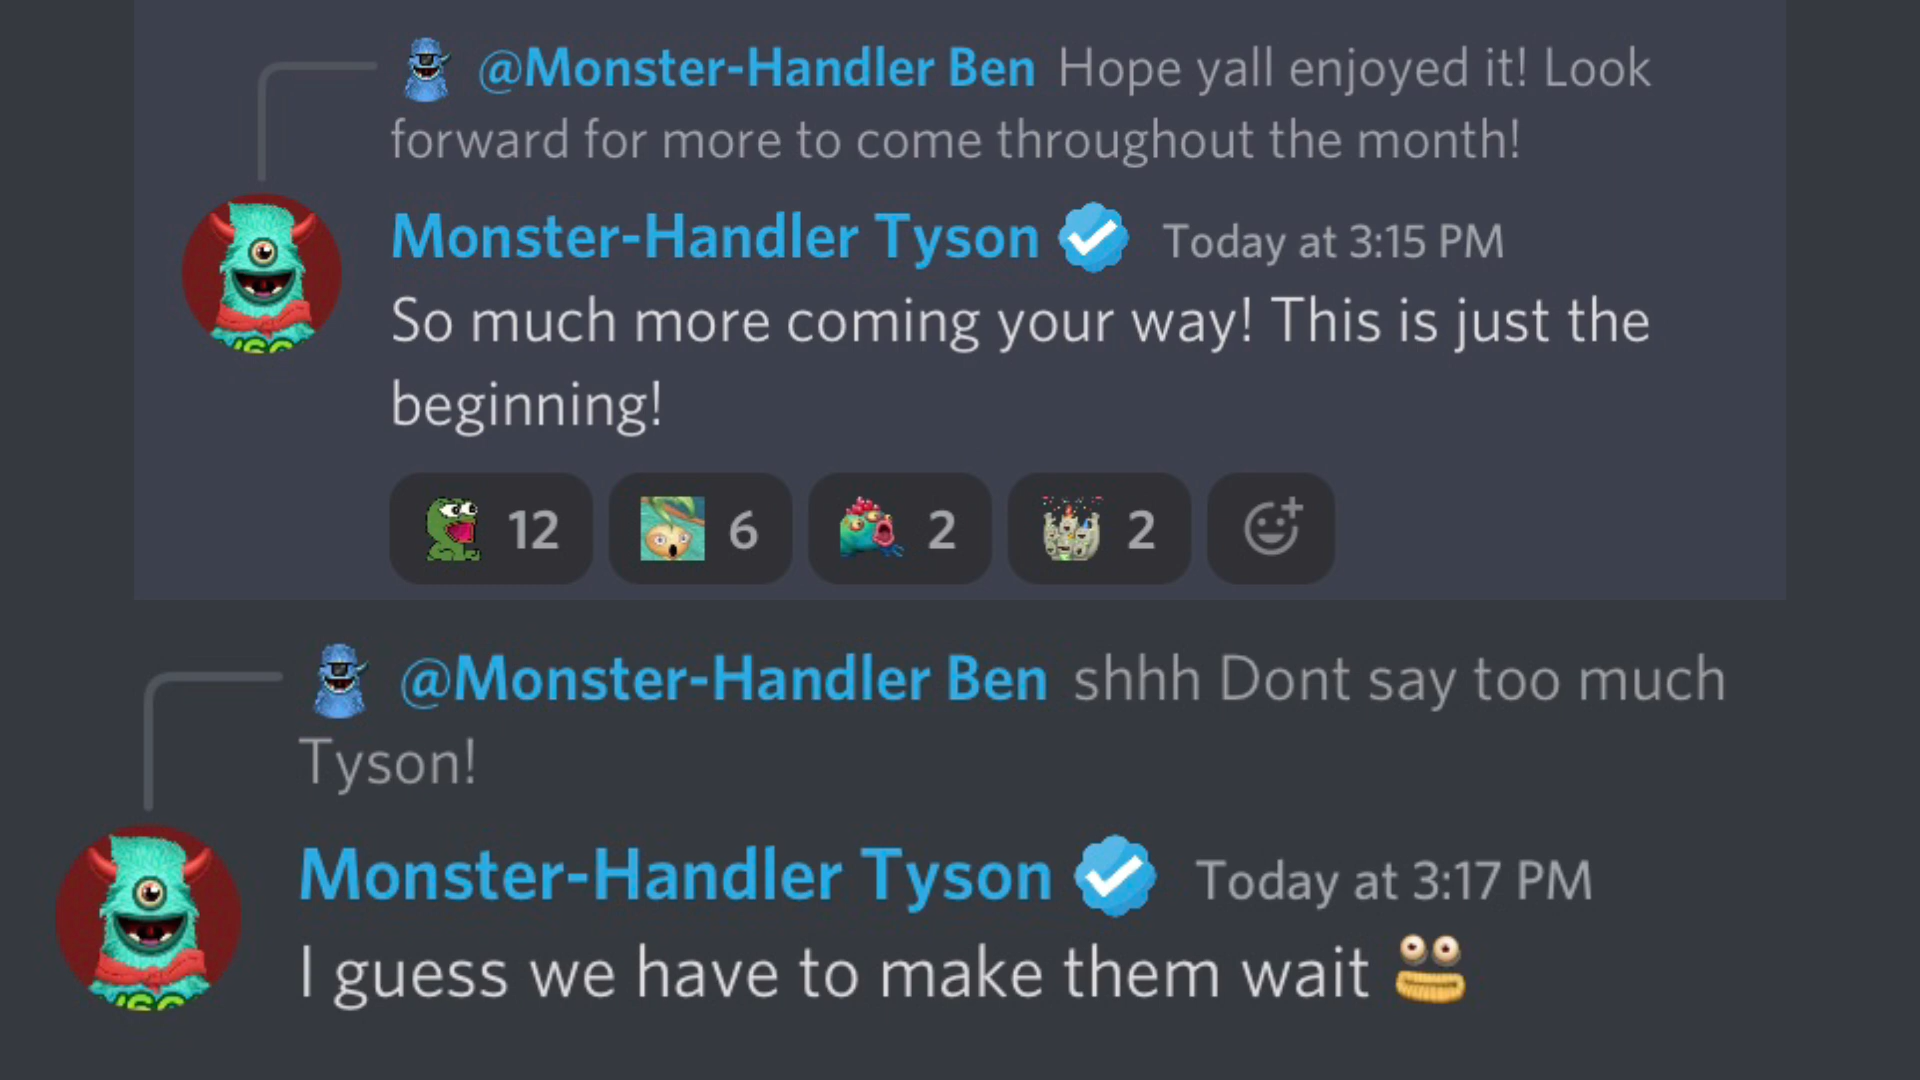 @Monster-Handler Ben Hope yall enjoyed it! Look
forward for more to come throughout the month!
Monster-Handler Tyson Today at 3:15 PM
So much more coming your way! This is just the
beginning!
12 6 2 2
@Monster-Handler Ben shhh Dont say too much
Tyson!
Monster-Handler Tyson Today at 3:17 PM
I guess we have to make them wait